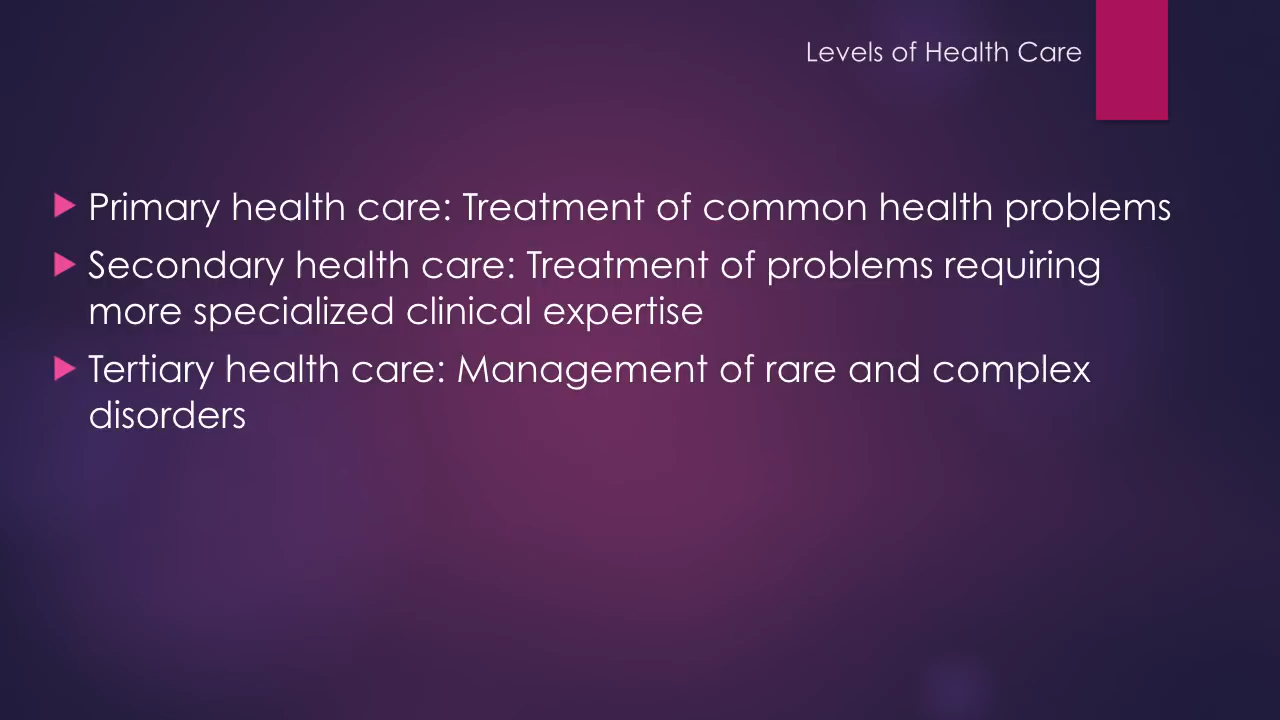 Levels of Health Care
Primary health care: Treatment of common health problems
Secondary health care: Treatment of problems requiring
more specialized clinical expertise
Tertiary health care: Management of rare and complex
disorders